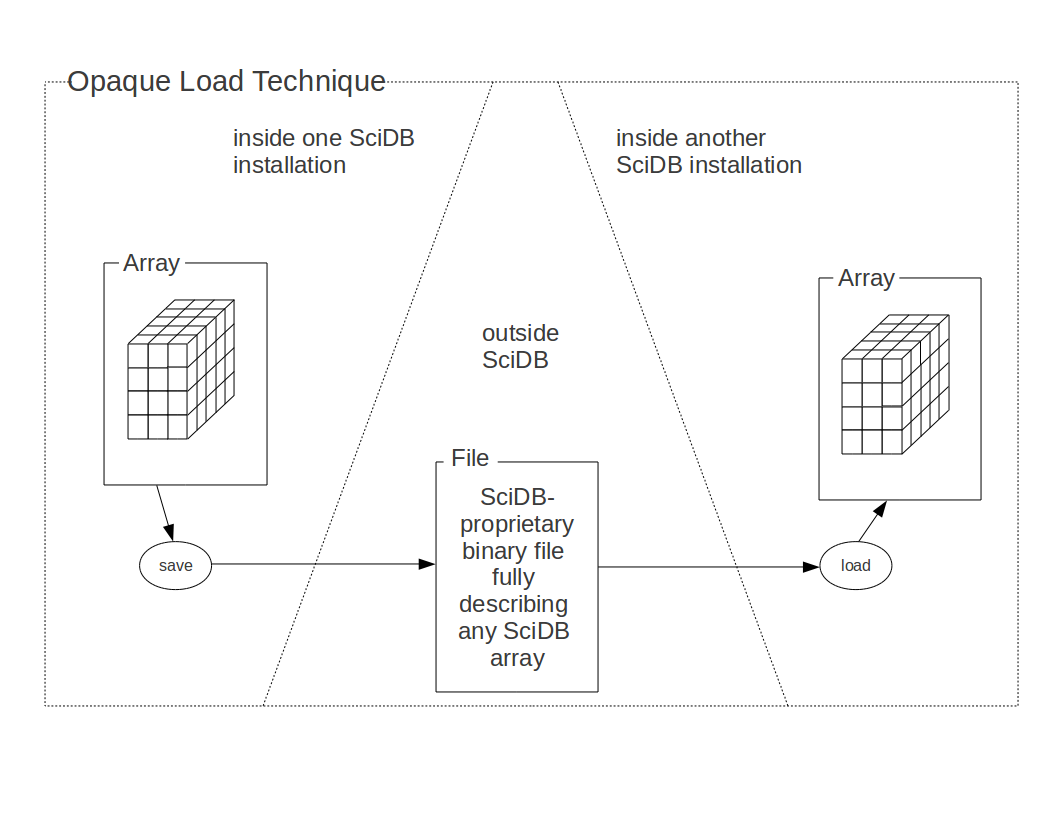 Opaque Load Technique
inside one SciDB
installation
inside another
SciDB installation
Array
Array
outside
SciDB
File
SciDB-
proprietary
binary file
fully
describing
any SciDB
array
save
load